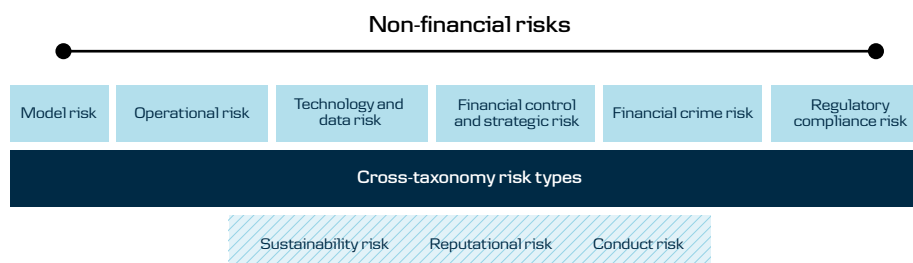 Non-financial risks
Model risk
Operational risk
Technology and
data risk
Financial control
and strategic risk
Financial crime risk
Regulatory
compliance risk
Cross-taxonomy risk types
Sustainability risk
Reputational risk
Conduct risk